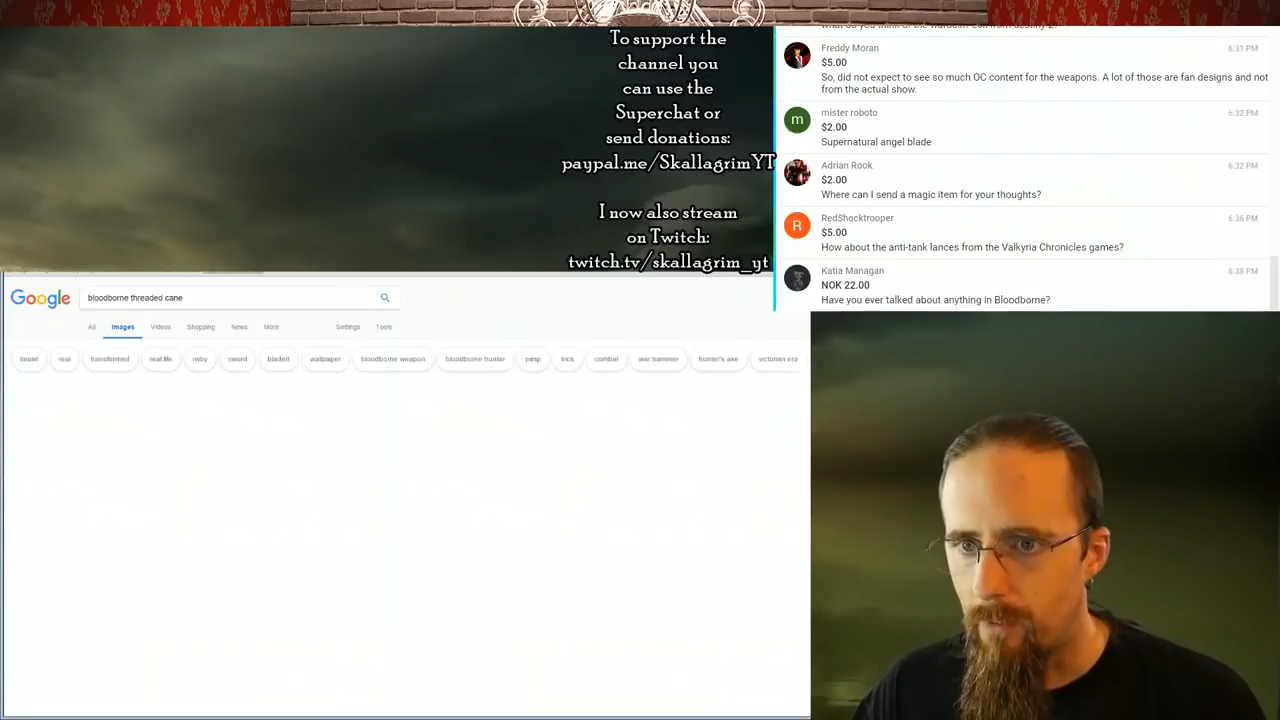 To support the
channel you
can use the
Superchat or
send donations:
paypal.me/SkallagrimYT
I now also stream
on Twitch:
twitch.tv/skallagrim_yt
Freddy Moran
6:31 PM
$5.00
So, did not expect to see so much OC content for the weapons. A lot of those are fan designs and not
from the actual show.
m
mister roboto
6:32 PM
$2.00
Supernatural angel blade
Adrian Rook
6:32 PM
$2.00
Where can I send a magic item for your thoughts?
R
RedShocktrooper
6:36 PM
$5.00
How about the anti-tank lances from the Valkyria Chronicles games?
Katia Managan
6:38 PM
NOK 22.00
Have you ever talked about anything in Bloodborne?
Google
bloodborne threaded cane
All Images Videos Shopping News More Settings Tools
real transformed real life rwby sword bladed wallpaper bloodborne weapon bloodborne hunter pimp trick combat war hammer hunter's axe victorian era